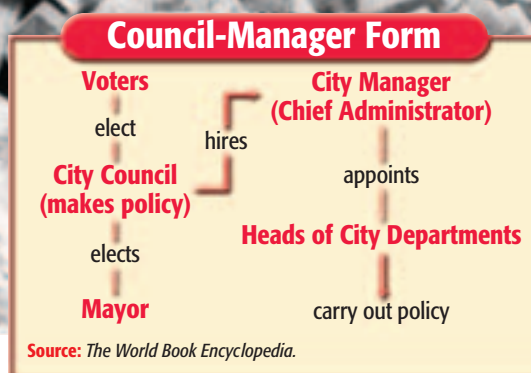 Council-Manager Form
Voters
elect
City Council
(makes policy)
elects
Mayor
hires
City Manager
(Chief Administrator)
appoints
Heads of City Departments
carry out policy
Source: The World Book Encyclopedia.